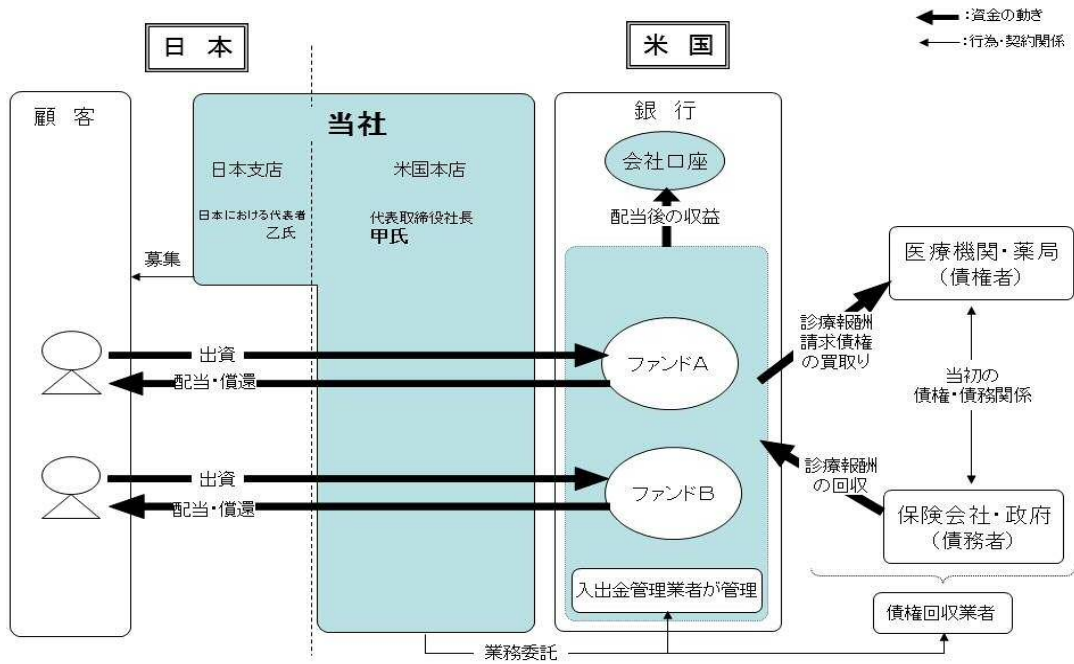 ：資金の動き
：行為・契約関係
日　本
米　国
顧　客
当社
日本支店
米国本店
日本における代表者
乙氏
代表取締役社長
甲氏
募集
銀　行
会社口座
配当後の収益
医療機関・薬局
（債権者）
診療報酬
請求債権
の買取り
出資
配当・償還
ファンドA
当初の
債権・債務関係
出資
配当・償還
ファンドB
診療報酬
の回収
保険会社・政府
（債務者）
入出金管理業者が管理
債権回収業者
業務委託